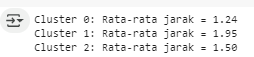 Cluster 0: Rata-rata jarak = 1.24
Cluster 1: Rata-rata jarak = 1.95
Cluster 2: Rata-rata jarak = 1.50